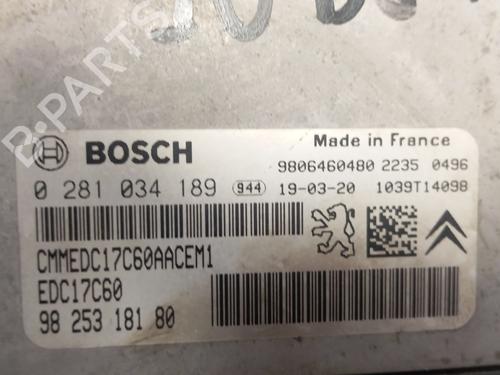 B-PARTS
BOSCH
Made in France
9806460480 2235 0496
0 281 034 189 944 19-03-20 1039T14098
CMMEDC17C60AACEM1
EDC17C60
98 253 181 80